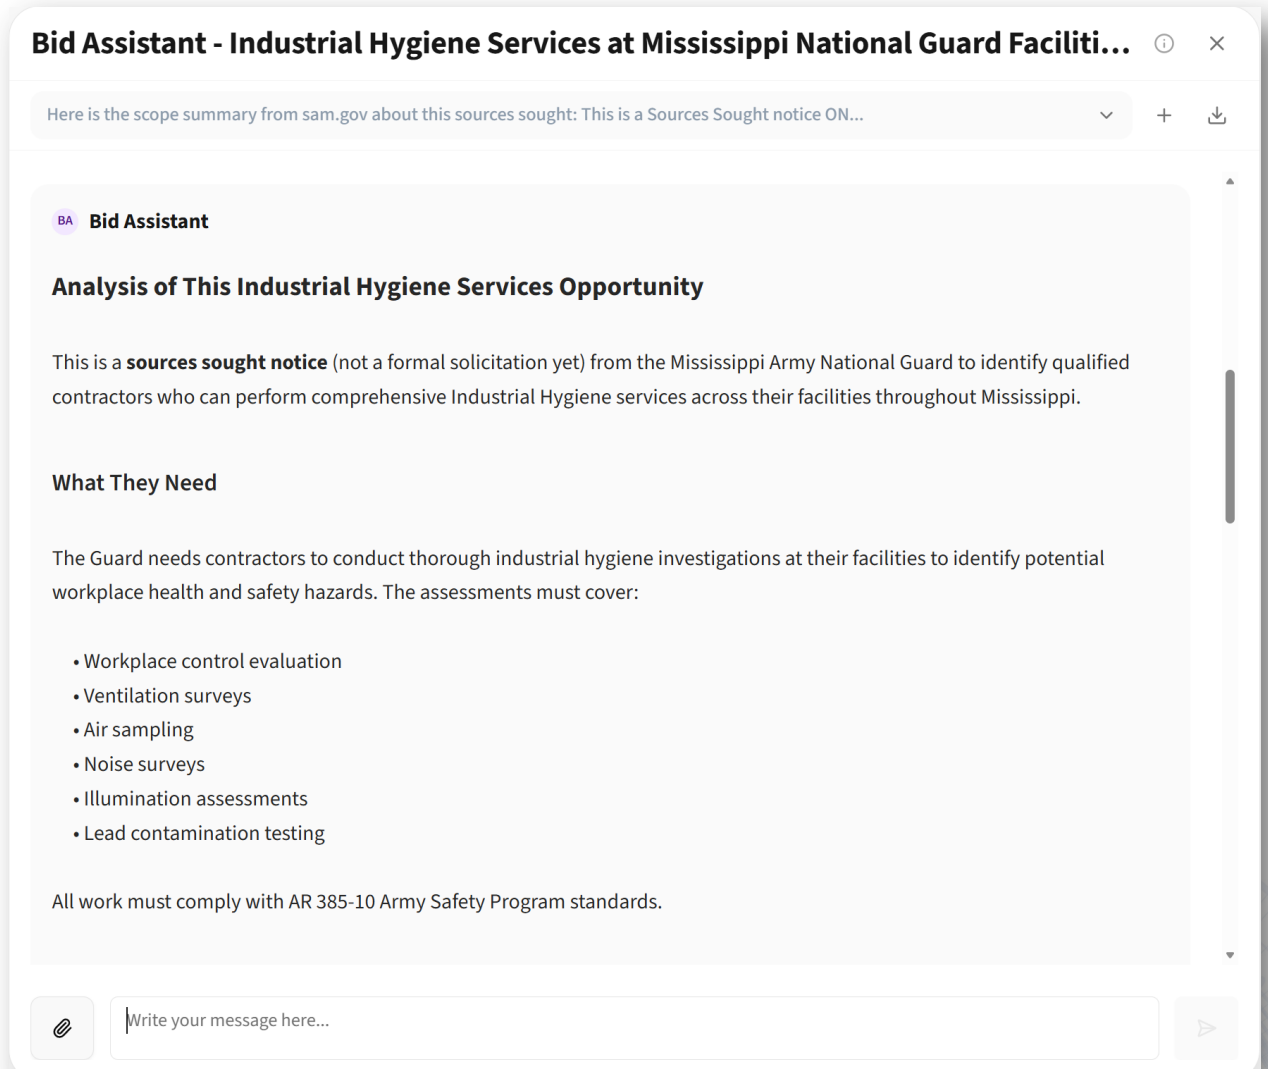 Bid Assistant - Industrial Hygiene Services at Mississippi National Guard Faciliti...
Here is the scope summary from sam.gov about this sources sought: This is a Sources Sought notice ON...
BA Bid Assistant
Analysis of This Industrial Hygiene Services Opportunity
This is a sources sought notice (not a formal solicitation yet) from the Mississippi Army National Guard to identify qualified
contractors who can perform comprehensive Industrial Hygiene services across their facilities throughout Mississippi.
What They Need
The Guard needs contractors to conduct thorough industrial hygiene investigations at their facilities to identify potential
workplace health and safety hazards. The assessments must cover:
• Workplace control evaluation
• Ventilation surveys
• Air sampling
• Noise surveys
• Illumination assessments
• Lead contamination testing
All work must comply with AR 385-10 Army Safety Program standards.
Write your message here...